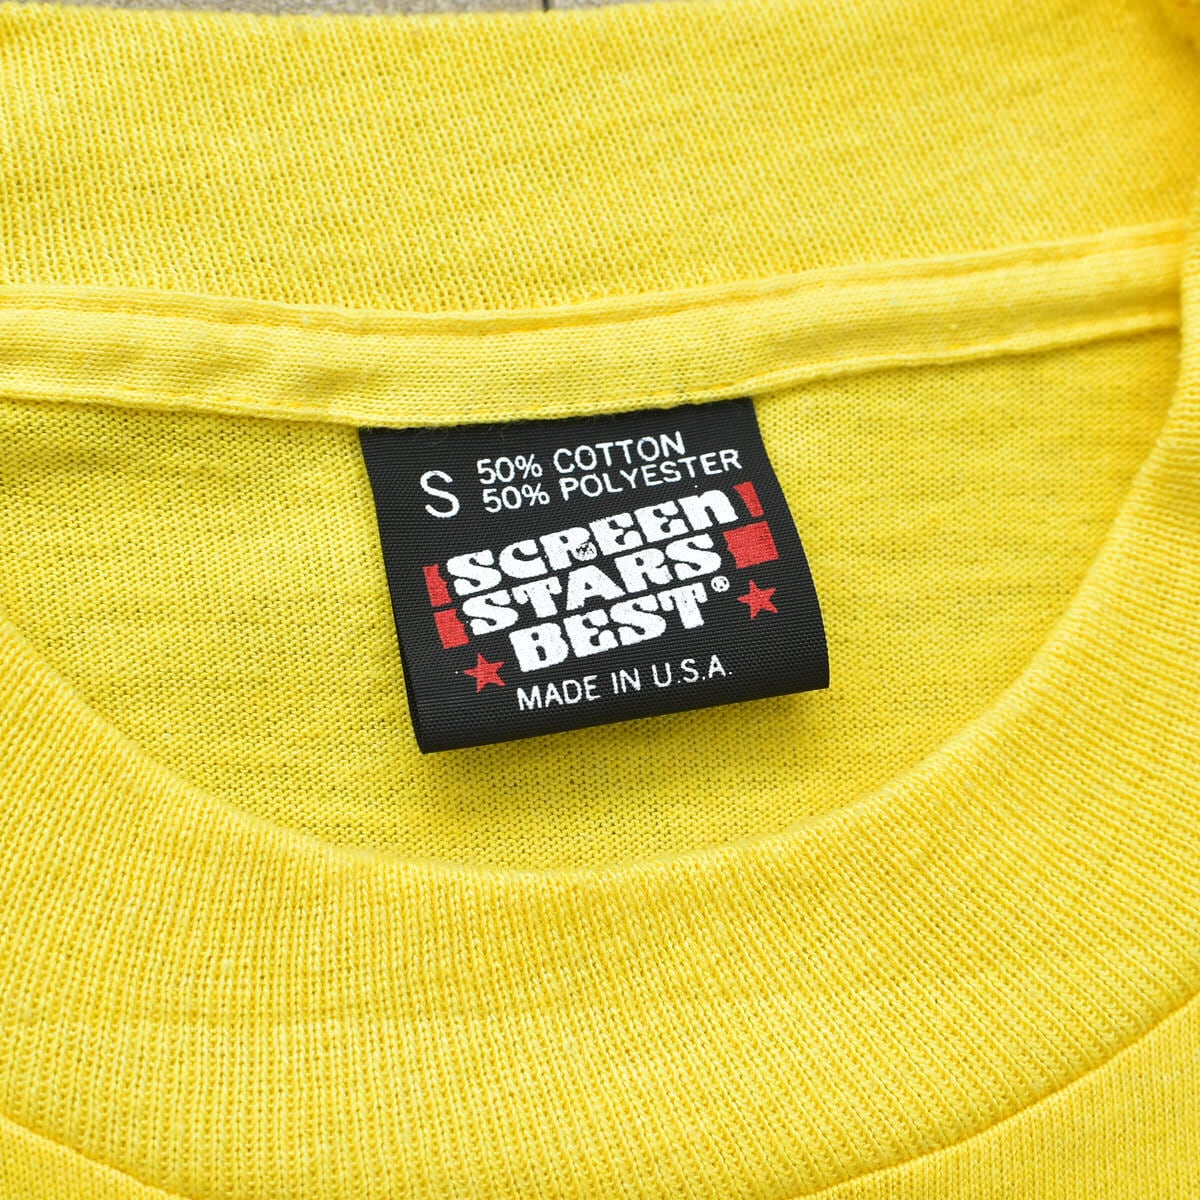 S 50% COTTON
50% POLYESTER
SCREEN
STARS
BEST®
MADE IN U.S.A.